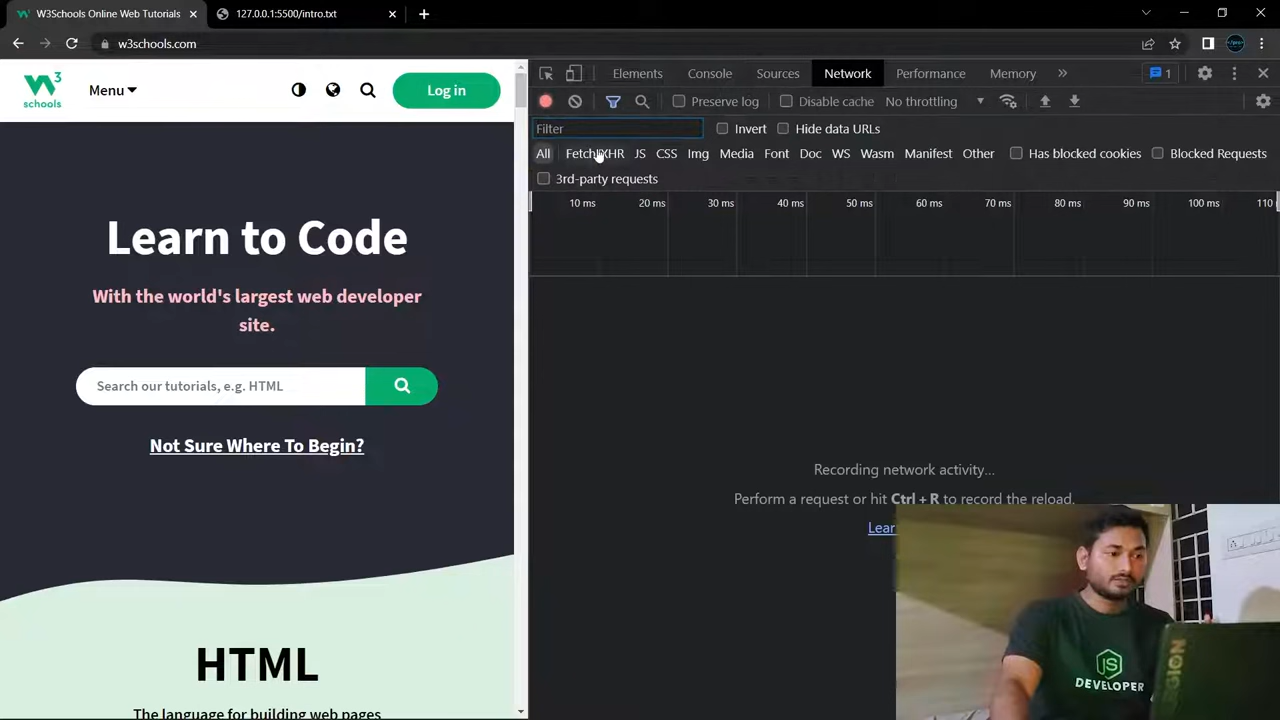 W3Schools Online Web Tutorials
127.0.0.1:5500/intro.txt
w3schools.com
3
schools
Menu
Log in
Learn to Code
With the world's largest web developer
site.
Search our tutorials, e.g. HTML
Not Sure Where To Begin?
HTML
The language for building web pages
Elements Console Sources Network Performance Memory 1
Preserve log Disable cache No throttling
Filter Invert Hide data URLs
All Fetch/XHR JS CSS Img Media Font Doc WS Wasm Manifest Other Has blocked cookies Blocked Requests
3rd-party requests
10 ms 20 ms 30 ms 40 ms 50 ms 60 ms 70 ms 80 ms 90 ms 100 ms 110
Recording network activity...
Perform a request or hit Ctrl + R to record the reload.
Lear
JS
DEVELOPER